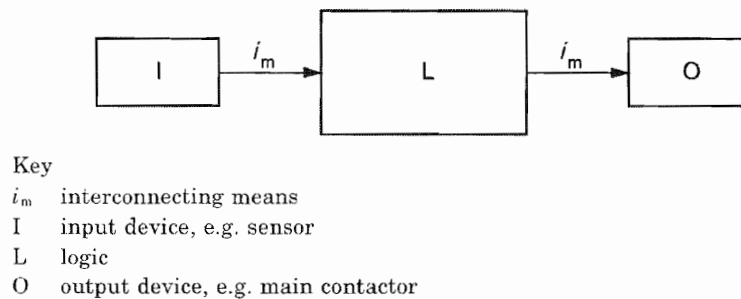 i_m i_m
I L O
Key
i_m interconnecting means
I input device, e.g. sensor
L logic
O output device, e.g. main contactor